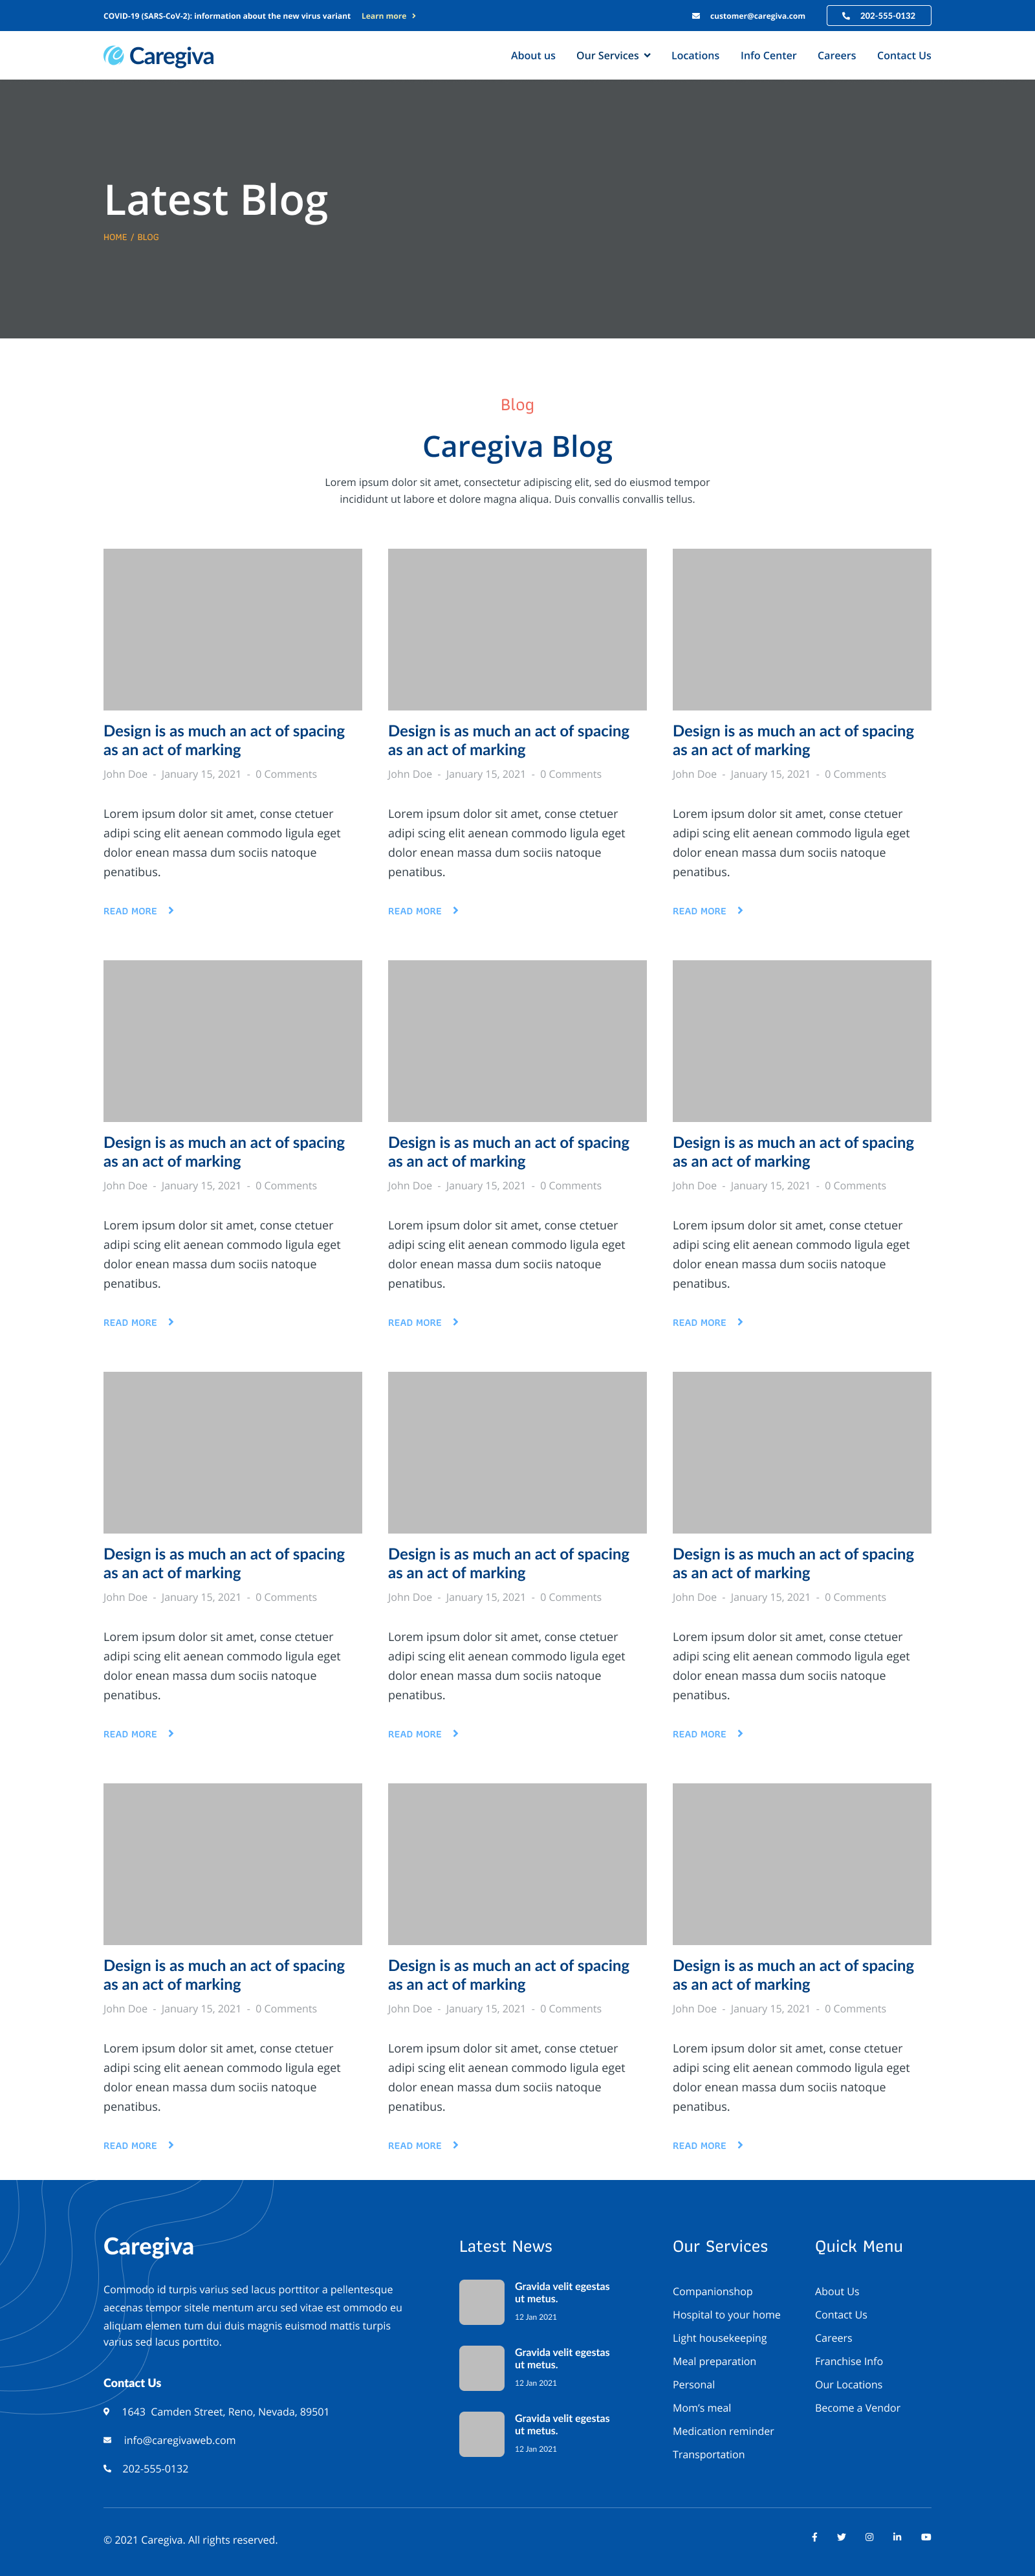 COVID-19 (SARS-CoV-2): information about the new virus variant Learn more
customer@caregiva.com
202-555-0132
Caregiva
About us Our Services Locations Info Center Careers Contact Us
Latest Blog
HOME / BLOG
Blog
Caregiva Blog
Lorem ipsum dolor sit amet, consectetur adipiscing elit, sed do eiusmod tempor
incididunt ut labore et dolore magna aliqua. Duis convallis convallis tellus.
Design is as much an act of spacing
as an act of marking
John Doe - January 15, 2021 - 0 Comments
Lorem ipsum dolor sit amet, conse ctetuer
adipi scing elit aenean commodo ligula eget
dolor enean massa dum sociis natoque
penatibus.
READ MORE
Design is as much an act of spacing
as an act of marking
John Doe - January 15, 2021 - 0 Comments
Lorem ipsum dolor sit amet, conse ctetuer
adipi scing elit aenean commodo ligula eget
dolor enean massa dum sociis natoque
penatibus.
READ MORE
Design is as much an act of spacing
as an act of marking
John Doe - January 15, 2021 - 0 Comments
Lorem ipsum dolor sit amet, conse ctetuer
adipi scing elit aenean commodo ligula eget
dolor enean massa dum sociis natoque
penatibus.
READ MORE
Design is as much an act of spacing
as an act of marking
John Doe - January 15, 2021 - 0 Comments
Lorem ipsum dolor sit amet, conse ctetuer
adipi scing elit aenean commodo ligula eget
dolor enean massa dum sociis natoque
penatibus.
READ MORE
Design is as much an act of spacing
as an act of marking
John Doe - January 15, 2021 - 0 Comments
Lorem ipsum dolor sit amet, conse ctetuer
adipi scing elit aenean commodo ligula eget
dolor enean massa dum sociis natoque
penatibus.
READ MORE
Design is as much an act of spacing
as an act of marking
John Doe - January 15, 2021 - 0 Comments
Lorem ipsum dolor sit amet, conse ctetuer
adipi scing elit aenean commodo ligula eget
dolor enean massa dum sociis natoque
penatibus.
READ MORE
Design is as much an act of spacing
as an act of marking
John Doe - January 15, 2021 - 0 Comments
Lorem ipsum dolor sit amet, conse ctetuer
adipi scing elit aenean commodo ligula eget
dolor enean massa dum sociis natoque
penatibus.
READ MORE
Design is as much an act of spacing
as an act of marking
John Doe - January 15, 2021 - 0 Comments
Lorem ipsum dolor sit amet, conse ctetuer
adipi scing elit aenean commodo ligula eget
dolor enean massa dum sociis natoque
penatibus.
READ MORE
Design is as much an act of spacing
as an act of marking
John Doe - January 15, 2021 - 0 Comments
Lorem ipsum dolor sit amet, conse ctetuer
adipi scing elit aenean commodo ligula eget
dolor enean massa dum sociis natoque
penatibus.
READ MORE
Design is as much an act of spacing
as an act of marking
John Doe - January 15, 2021 - 0 Comments
Lorem ipsum dolor sit amet, conse ctetuer
adipi scing elit aenean commodo ligula eget
dolor enean massa dum sociis natoque
penatibus.
READ MORE
Design is as much an act of spacing
as an act of marking
John Doe - January 15, 2021 - 0 Comments
Lorem ipsum dolor sit amet, conse ctetuer
adipi scing elit aenean commodo ligula eget
dolor enean massa dum sociis natoque
penatibus.
READ MORE
Design is as much an act of spacing
as an act of marking
John Doe - January 15, 2021 - 0 Comments
Lorem ipsum dolor sit amet, conse ctetuer
adipi scing elit aenean commodo ligula eget
dolor enean massa dum sociis natoque
penatibus.
READ MORE
Caregiva
Commodo id turpis varius sed lacus porttitor a pellentesque
aecenas tempor sitele mentum arcu sed vitae est ommodo eu
aliquam elemen tum dui duis magnis euismod mattis turpis
varius sed lacus porttito.
Contact Us
1643 Camden Street, Reno, Nevada, 89501
info@caregivaweb.com
202-555-0132
Latest News
Gravida velit egestas
ut metus.
12 Jan 2021
Gravida velit egestas
ut metus.
12 Jan 2021
Gravida velit egestas
ut metus.
12 Jan 2021
Our Services
Companionshop
Hospital to your home
Light housekeeping
Meal preparation
Personal
Mom's meal
Medication reminder
Transportation
Quick Menu
About Us
Contact Us
Careers
Franchise Info
Our Locations
Become a Vendor
© 2021 Caregiva. All rights reserved.